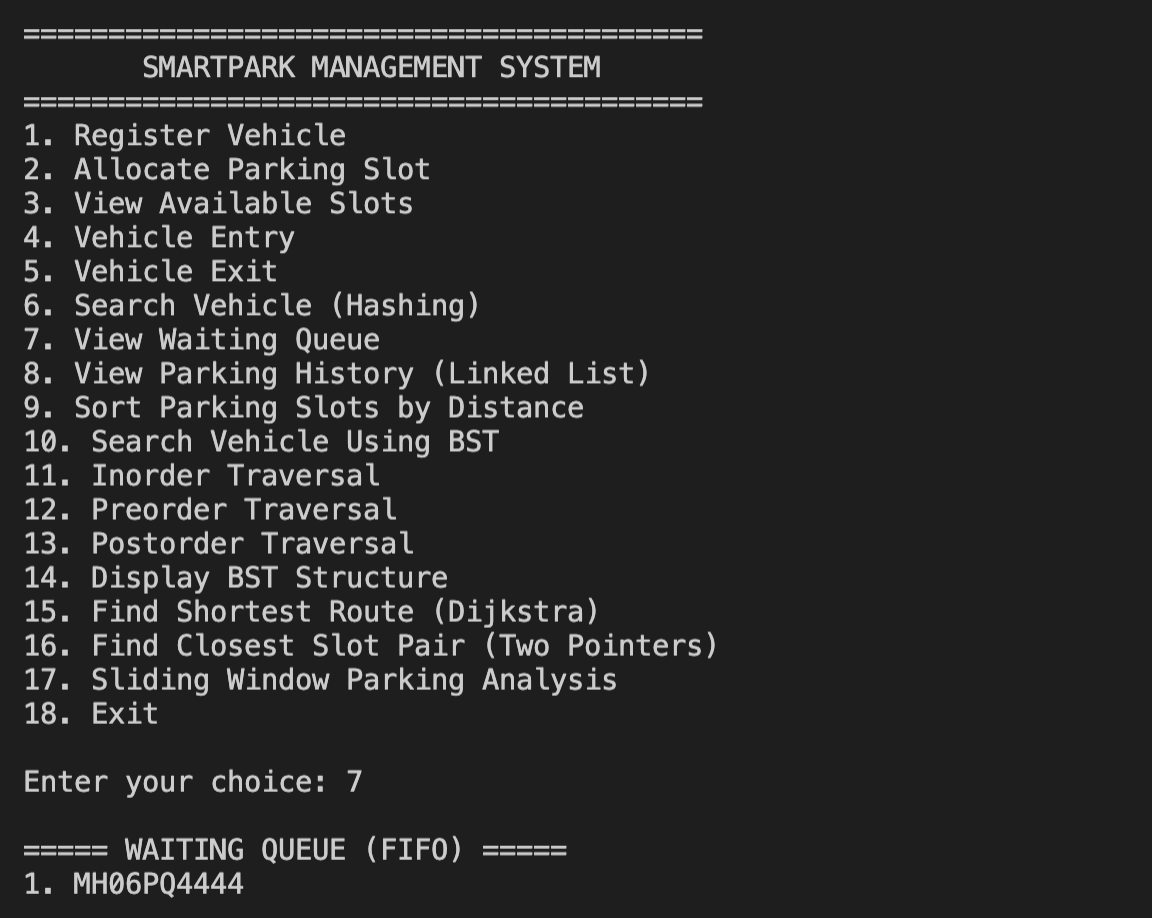 ========================================
SMARTPARK MANAGEMENT SYSTEM
========================================
1. Register Vehicle
2. Allocate Parking Slot
3. View Available Slots
4. Vehicle Entry
5. Vehicle Exit
6. Search Vehicle (Hashing)
7. View Waiting Queue
8. View Parking History (Linked List)
9. Sort Parking Slots by Distance
10. Search Vehicle Using BST
11. Inorder Traversal
12. Preorder Traversal
13. Postorder Traversal
14. Display BST Structure
15. Find Shortest Route (Dijkstra)
16. Find Closest Slot Pair (Two Pointers)
17. Sliding Window Parking Analysis
18. Exit
Enter your choice: 7
===== WAITING QUEUE (FIFO) =====
1. MH06PQ4444